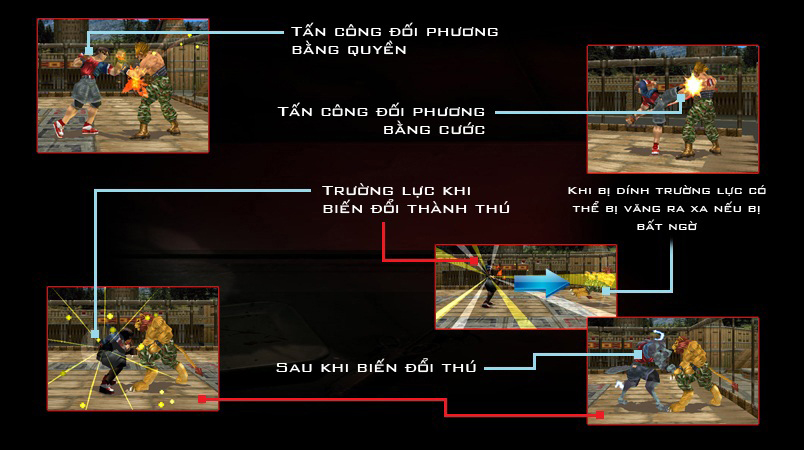 Tấn công đối phương
bằng quyền
Tấn công đối phương
bằng cước
Trường lực khi
biến đổi thành thú
Khi bị dính trường lực có
thể bị văng ra xa nếu bị
bất ngờ
Sau khi biến đổi thú